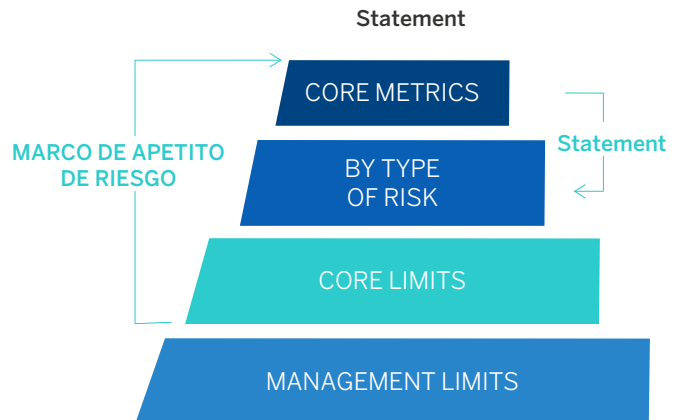 Statement
CORE METRICS
MARCO DE APETITO
DE RIESGO
Statement
BY TYPE
OF RISK
CORE LIMITS
MANAGEMENT LIMITS